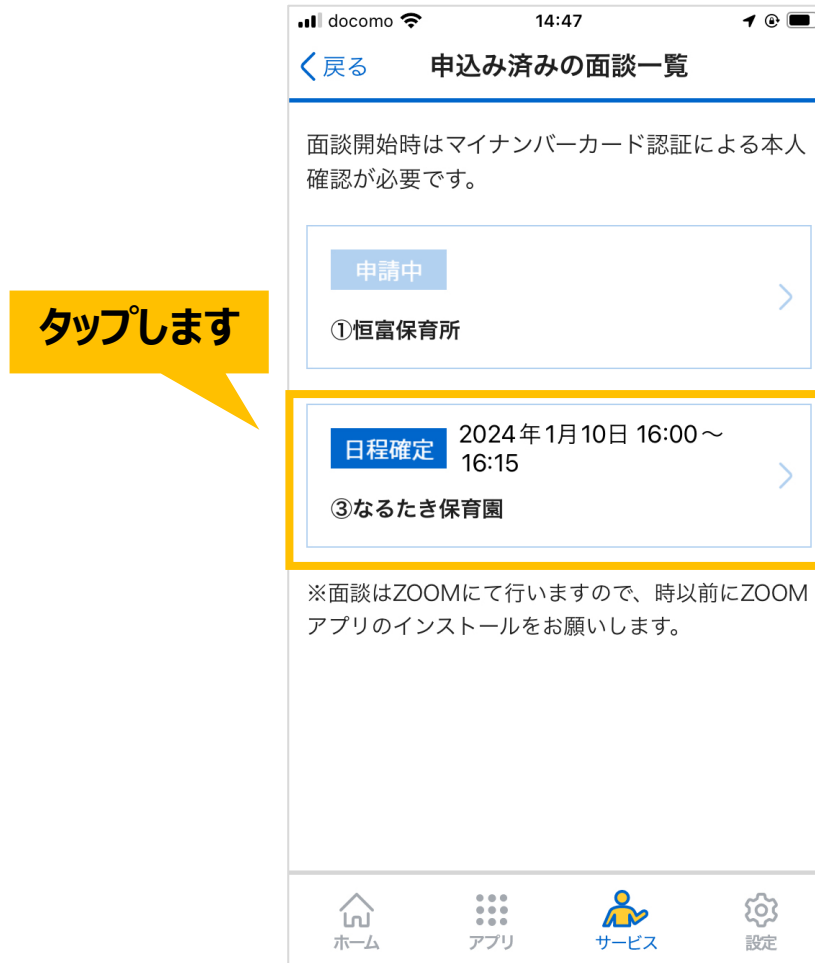 docomo 14:47
戻る 申込み済みの面談一覧
面談開始時はマイナンバーカード認証による本人
確認が必要です。
申請中
①恒富保育所
タップします
日程確定 2024年1月10日 16:00～
16:15
③なるたき保育園
※面談はZOOMにて行いますので、時以前にZOOM
アプリのインストールをお願いします。
ホーム アプリ サービス 設定